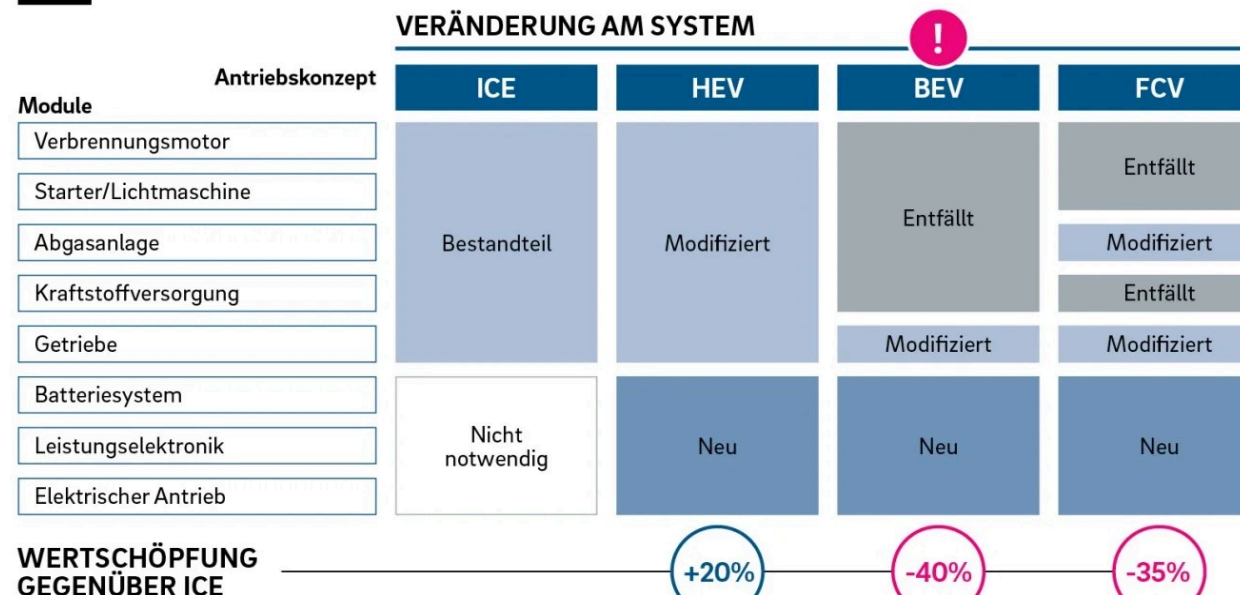 VERÄNDERUNG AM SYSTEM
!
Antriebskonzept
ICE
HEV
BEV
FCV
Module
Verbrennungsmotor
Starter/Lichtmaschine
Abgasanlage
Kraftstoffversorgung
Getriebe
Batteriesystem
Leistungselektronik
Elektrischer Antrieb
Bestandteil
Nicht
notwendig
Modifiziert
Neu
Entfällt
Modifiziert
Neu
Entfällt
Modifiziert
Entfällt
Modifiziert
Neu
WERTSCHÖPFUNG
GEGENÜBER ICE
+20%
-40%
-35%